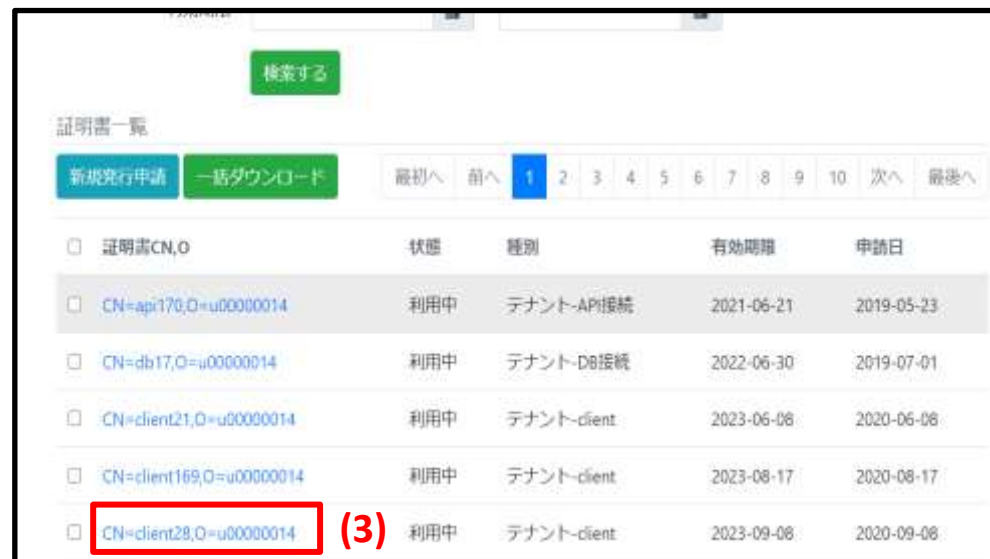 検索する
証明書一覧
新規発行申請 一括ダウンロード 最初へ 前へ 1 2 3 4 5 6 7 8 9 10 次へ 最後へ
証明書CN,O 状態 種別 有効期限 申請日
CN=api170,O=u00000014 利用中 テナント-API接続 2021-06-21 2019-05-23
CN=db17,O=u00000014 利用中 テナント-DB接続 2022-06-30 2019-07-01
CN=client21,O=u00000014 利用中 テナント-client 2023-06-08 2020-06-08
CN=client169,O=u00000014 利用中 テナント-client 2023-08-17 2020-08-17
CN=client28,O=u00000014 (3) 利用中 テナント-client 2023-09-08 2020-09-08